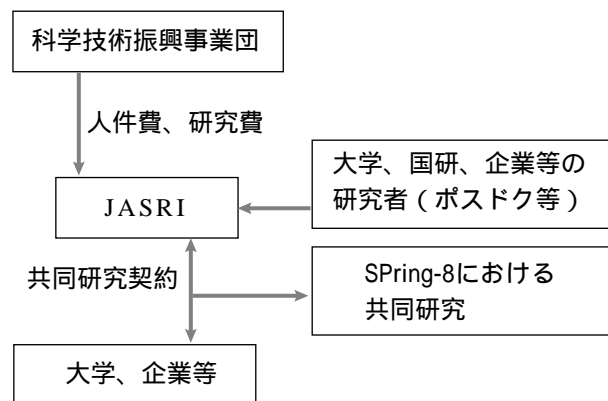 科学技術振興事業団
人件費、研究費
大学、国研、企業等の
研究者（ポスドク等）
JASRI
共同研究契約
SPring-8における
共同研究
大学、企業等